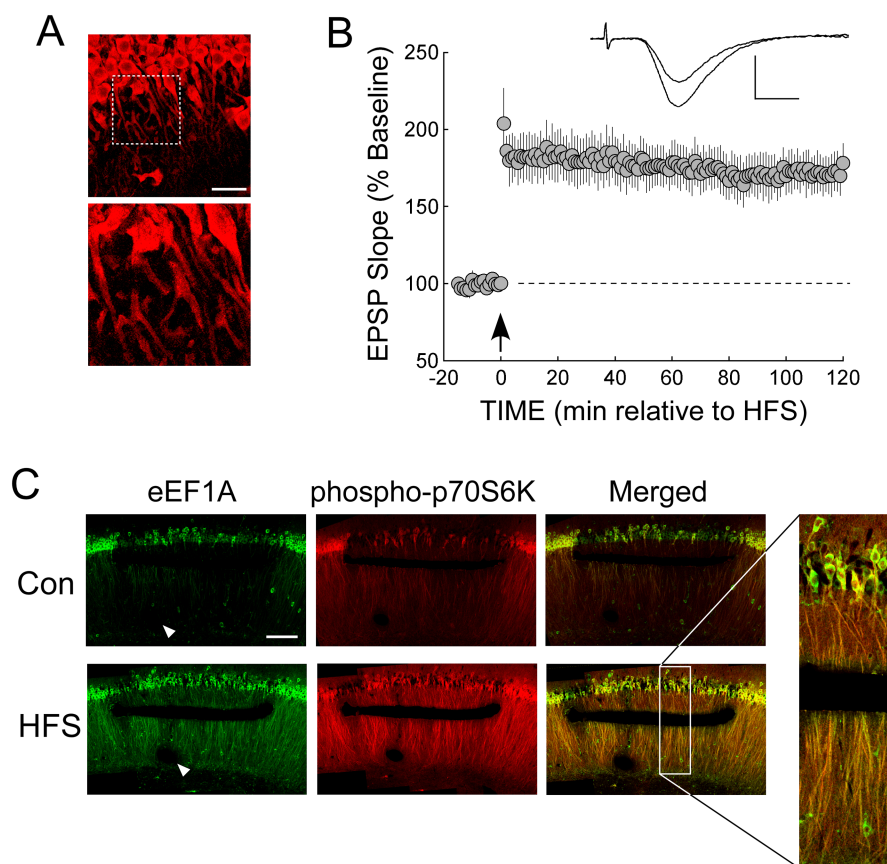 A
B
250
200
150
100
50
EPSP Slope (% Baseline)
-20 0 20 40 60 80 100 120
TIME (min relative to HFS)
C
eEF1A phospho-p70S6K Merged
Con
HFS